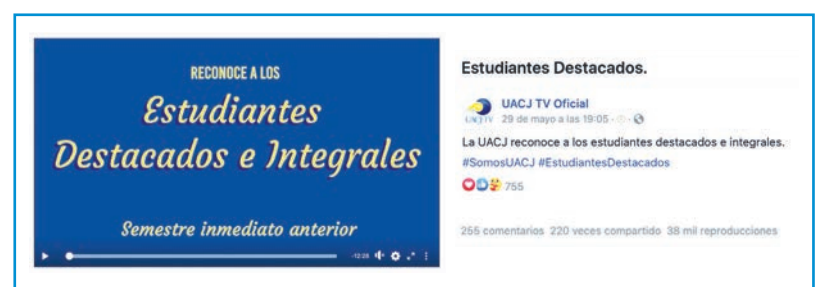 RECONOCE A LOS
Estudiantes
Destacados e Integrales
Semestre inmediato anterior
-12:28
Estudiantes Destacados.
UACJ TV Oficial
UACJ TV
29 de mayo a las 19:05
La UACJ reconoce a los estudiantes destacados e integrales.
#SomosUACJ #EstudiantesDestacados
755
255 comentarios 220 veces compartido 38 mil reproducciones